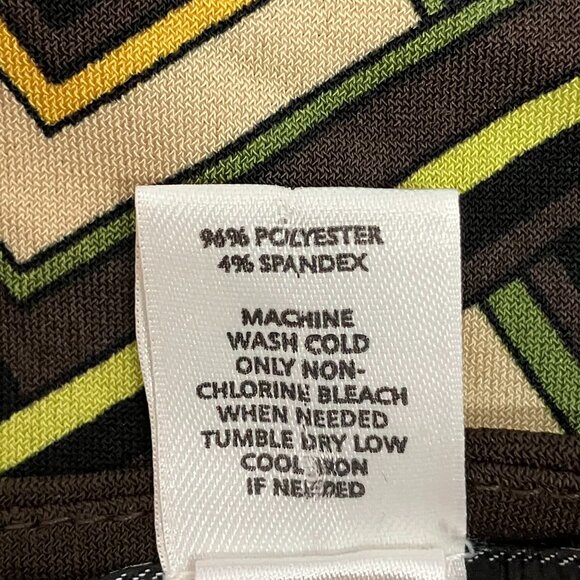 96% POLYESTER
4% SPANDEX
MACHINE
WASH COLD
ONLY NON-
CHLORINE BLEACH
WHEN NEEDED
TUMBLE DRY LOW
COOL IRON
IF NEEDED